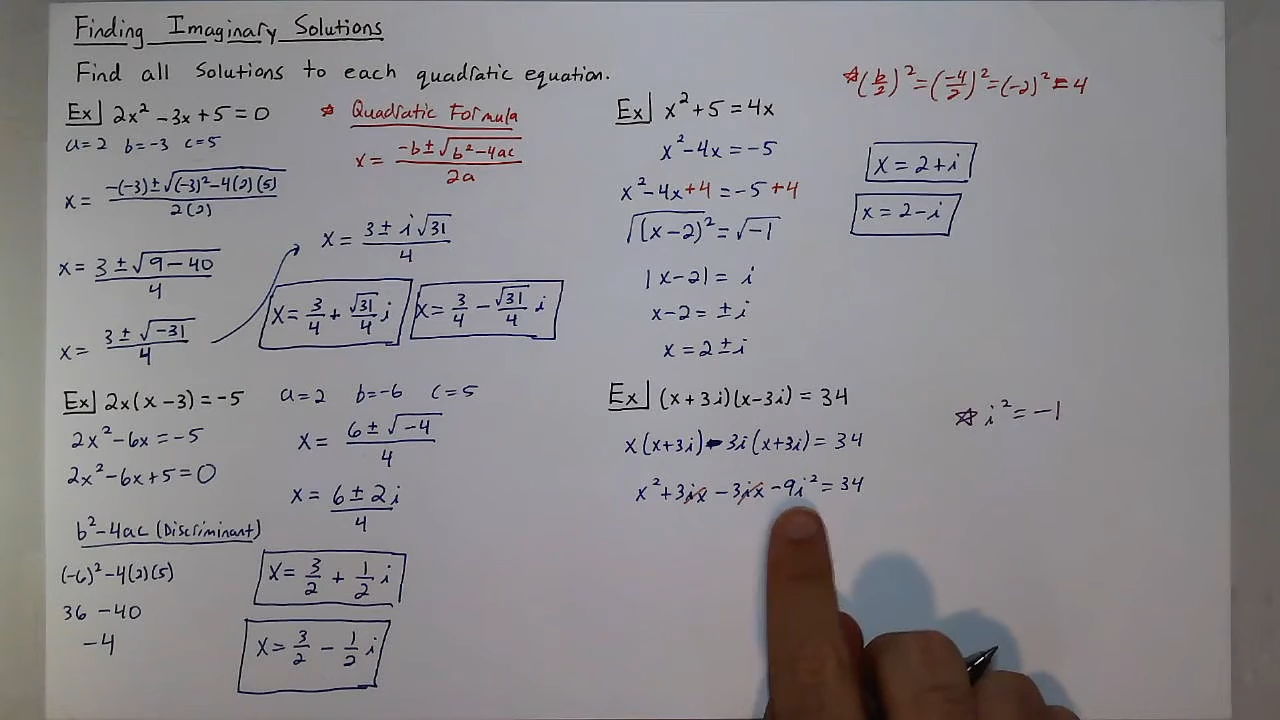 Finding Imaginary Solutions
Find all Solutions to each quadratic equation.
Ex] 2x² - 3x + 5 = 0
a=2 b=-3 c=5
x = (-(-3) ± √((-3)² - 4(2)(5))) / 2(2)
x = (3 ± √(9 - 40)) / 4
x = (3 ± √-31) / 4
* Quadratic Formula
x = (-b ± √(b² - 4ac)) / 2a
x = (3 ± i√31) / 4
x = 3/4 + √31/4 i
x = 3/4 - √31/4 i
Ex] 2x(x - 3) = -5
2x² - 6x = -5
2x² - 6x + 5 = 0
b² - 4ac (Discriminant)
(-6)² - 4(2)(5)
36 - 40
-4
a=2 b=-6 c=5
x = (6 ± √-4) / 4
x = (6 ± 2i) / 4
x = 3/2 + 1/2 i
x = 3/2 - 1/2 i
Ex] x² + 5 = 4x
x² - 4x = -5
x² - 4x + 4 = -5 + 4
√(x - 2)² = √-1
|x - 2| = i
x - 2 = ± i
x = 2 ± i
* (b/2)² = (-4/2)² = (-2)² = 4
x = 2 + i
x = 2 - i
Ex] (x + 3i)(x - 3i) = 34
x(x + 3i) - 3i(x + 3i) = 34
x² + 3ix - 3ix - 9i² = 34
* i² = -1